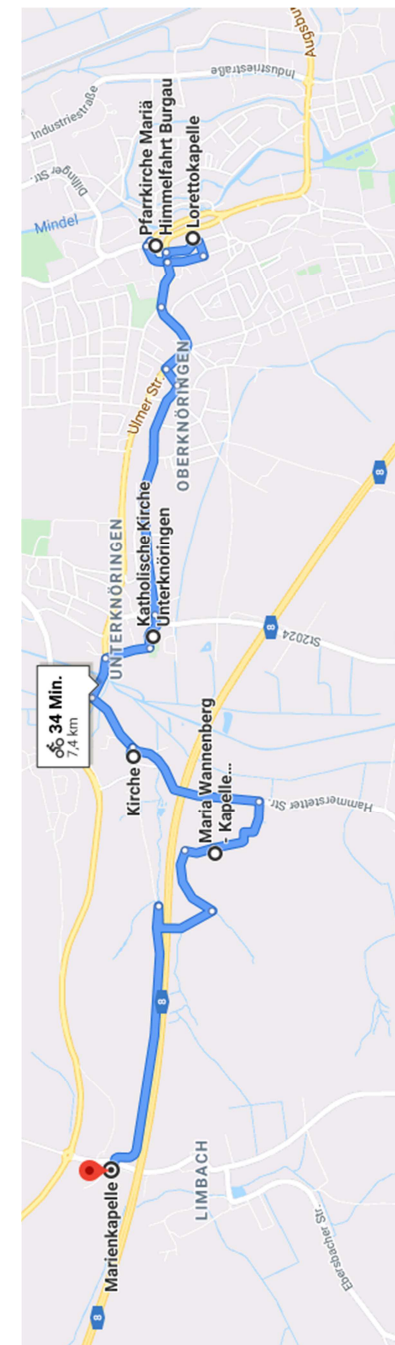 Industriestraße
Industriestraße
Augsbu
Dillinger Str.
Mindel
Pfarrkirche Mariä
Himmelfahrt Burgau
Lorettokapelle
Ulmer Str.
OBERKNÖRINGEN
8
UNTERKNÖRINGEN
Katholische Kirche
Unterknöringen
8
St2024
34 Min.
7,4 km
Kirche
Maria Wannenberg
- Kapelle...
Hammerstetter Str.
8
Marienkapelle
LIMBACH
Ebersbacher Str.
8